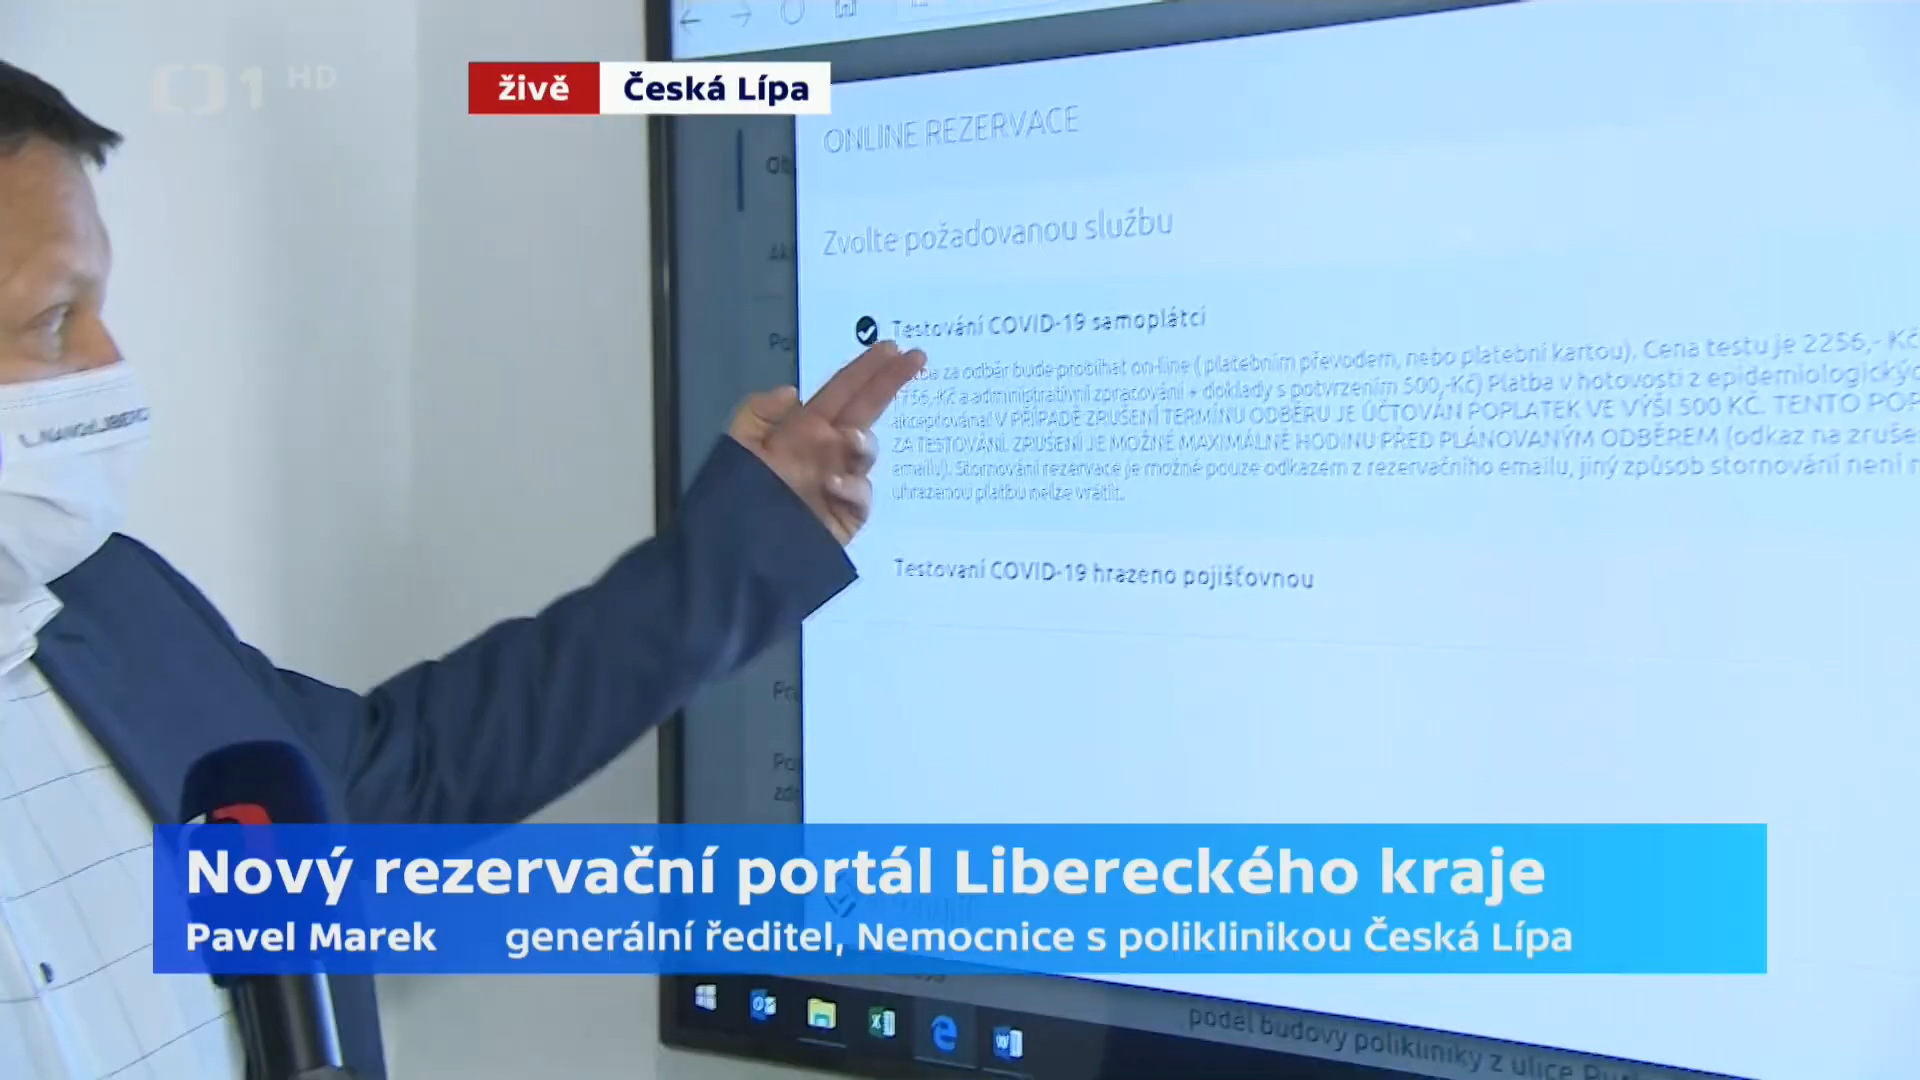 1 HD
živě Česká Lípa
ONLINE REZERVACE
Zvolte požadovanou službu
Testování COVID-19 samoplátci
za odběr bude probíhat on-line ( platebním převodem, nebo platební kartou). Cena testu je 2256,- Kč
a administrativní zpracování + doklady s potvrzením 500,-Kč) Platba v hotovosti z epidemiologickýc
akceptována! V PŘÍPADĚ ZRUŠENÍ TERMÍNU ODBĚRU JE ÚČTOVÁN POPLATEK VE VÝŠI 500 KČ. TENTO POP
ZA TESTOVÁNÍ. ZRUŠENÍ JE MOŽNÉ MAXIMÁLNĚ HODINU PŘED PLÁNOVANÝM ODBĚREM (odkaz na zruše
emailu). Stornování rezervace je možné pouze odkazem z rezervačního emailu, jiný způsob stornování není
uhrazenou platbu nelze vrátit.
Testovaní COVID-19 hrazeno pojišťovnou
Nový rezervační portál Libereckého kraje
Pavel Marek generální ředitel, Nemocnice s poliklinikou Česká Lípa
podél budovy polikliniky z ulice